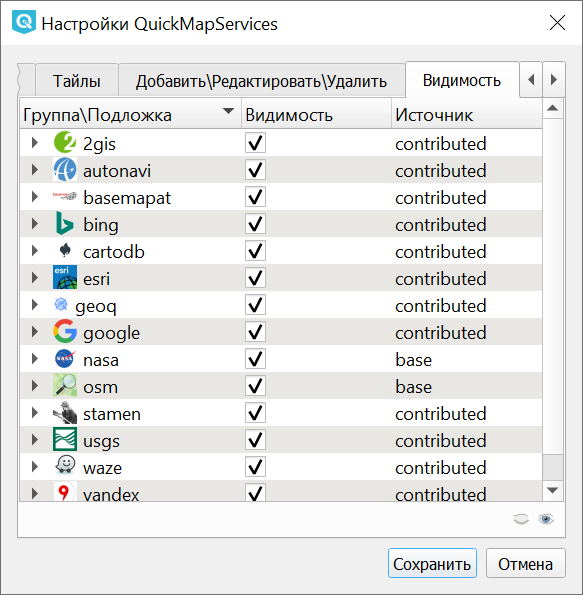 Настройки QuickMapServices
Тайлы Добавить\Редактировать\Удалить Видимость
Группа\Подложка Видимость Источник
2gis contributed
autonavi contributed
basemapat contributed
bing contributed
cartodb contributed
esri contributed
geoq contributed
google contributed
nasa base
osm base
stamen contributed
usgs contributed
waze contributed
yandex contributed
Сохранить Отмена